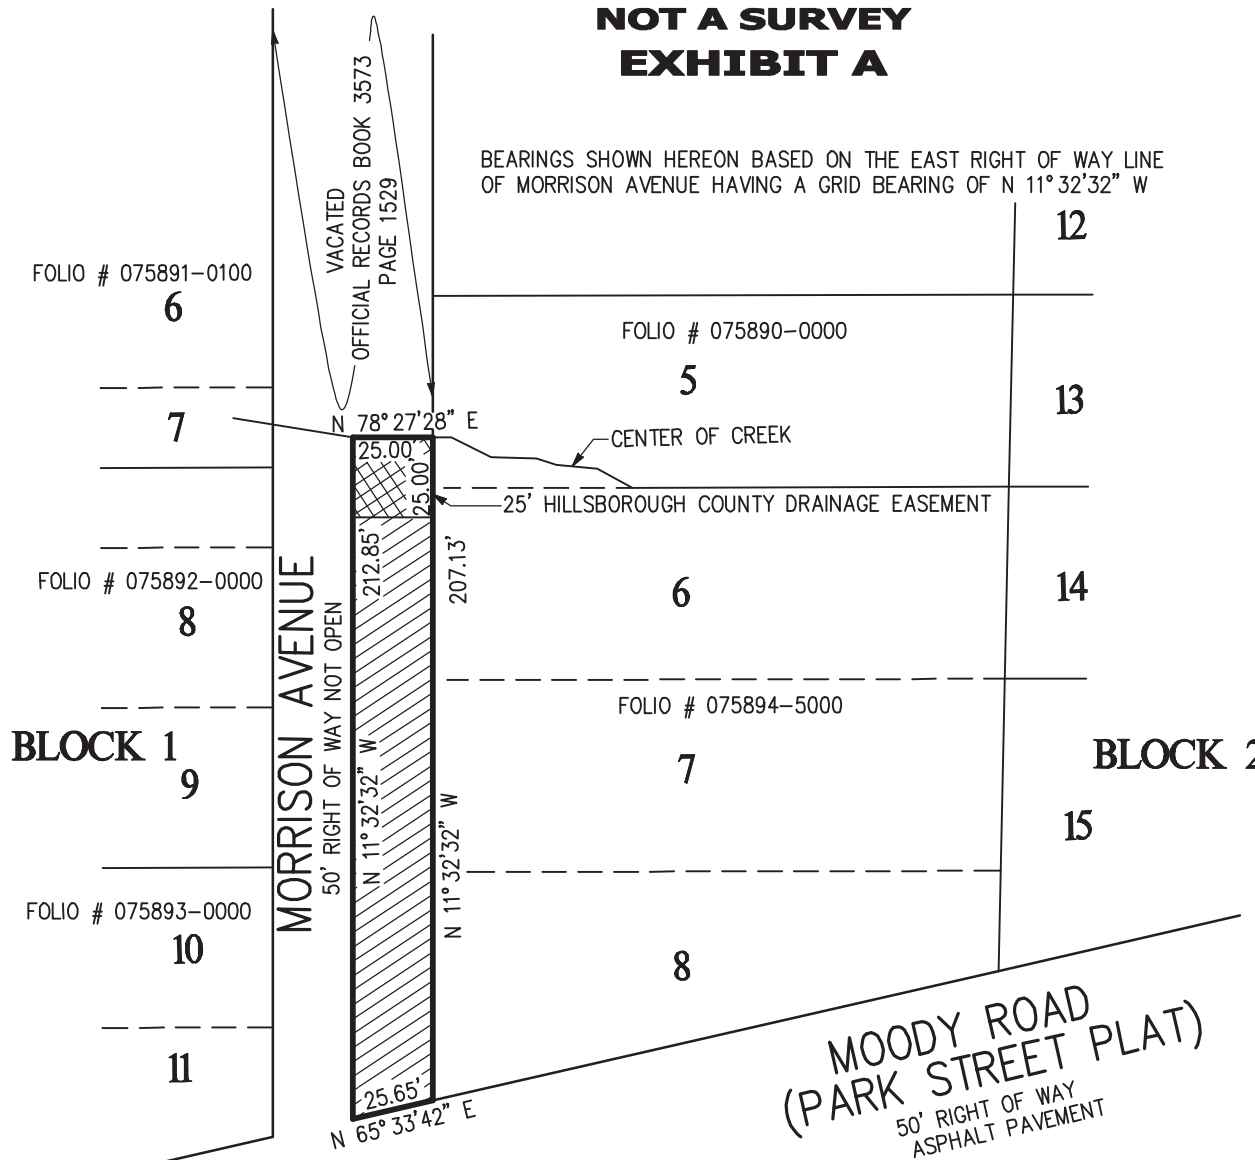 NOT A SURVEY
EXHIBIT A
BEARINGS SHOWN HEREON BASED ON THE EAST RIGHT OF WAY LINE
OF MORRISON AVENUE HAVING A GRID BEARING OF N 11°32'32" W
VACATED
OFFICIAL RECORDS BOOK 3573
PAGE 1529
12
FOLIO # 075891-0100
6
FOLIO # 075890-0000
5
13
7
N 78°27'28" E
25.00'
25.00'
CENTER OF CREEK
25' HILLSBOROUGH COUNTY DRAINAGE EASEMENT
212.85'
207.13'
FOLIO # 075892-0000
8
6
14
MORRISON AVENUE
50' RIGHT OF WAY NOT OPEN
N 11°32'32" W
N 11°32'32" W
FOLIO # 075894-5000
BLOCK 1
9
7
BLOCK 2
15
FOLIO # 075893-0000
10
8
11
25.65'
N 65°33'42" E
MOODY ROAD
(PARK STREET PLAT)
50' RIGHT OF WAY
ASPHALT PAVEMENT